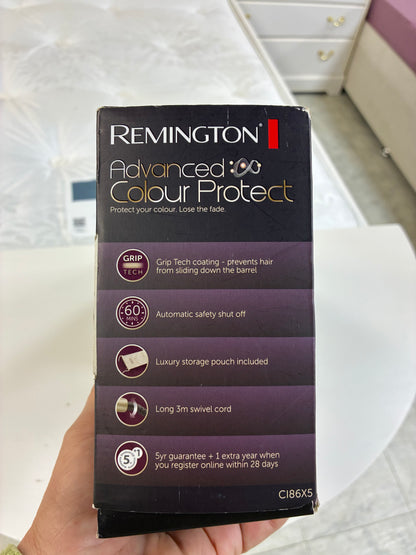 REMINGTON®
Advanced
Colour Protect
Protect your colour. Lose the fade.
GRIP
TECH
Grip Tech coating - prevents hair
from sliding down the barrel
60
MINS
Automatic safety shut off
Luxury storage pouch included
Long 3m swivel cord
5+1
5yr guarantee + 1 extra year when
you register online within 28 days
CI86X5